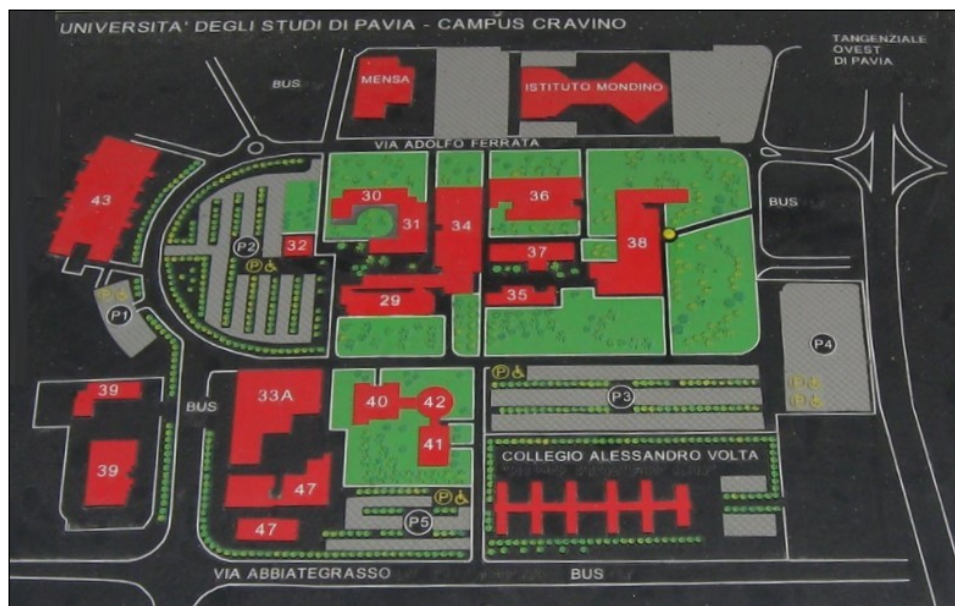 UNIVERSITA' DEGLI STUDI DI PAVIA - CAMPUS CRAVINO
TANGENZIALE
OVEST
DI PAVIA
BUS
MENSA
ISTITUTO MONDINO
VIA ADOLFO FERRATA
43
30
31
34
36
BUS
P2
32
37
38
P
P
P1
29
35
P4
P
P
39
BUS
33A
40
42
P
P3
41
39
47
COLLEGIO ALESSANDRO VOLTA
P
47
P5
VIA ABBIATEGRASSO
BUS